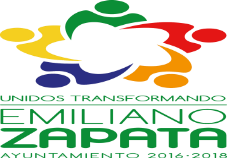 UNIDOS TRANSFORMANDO
EMILIANO
ZAPATA
AYUNTAMIENTO 2016-2018